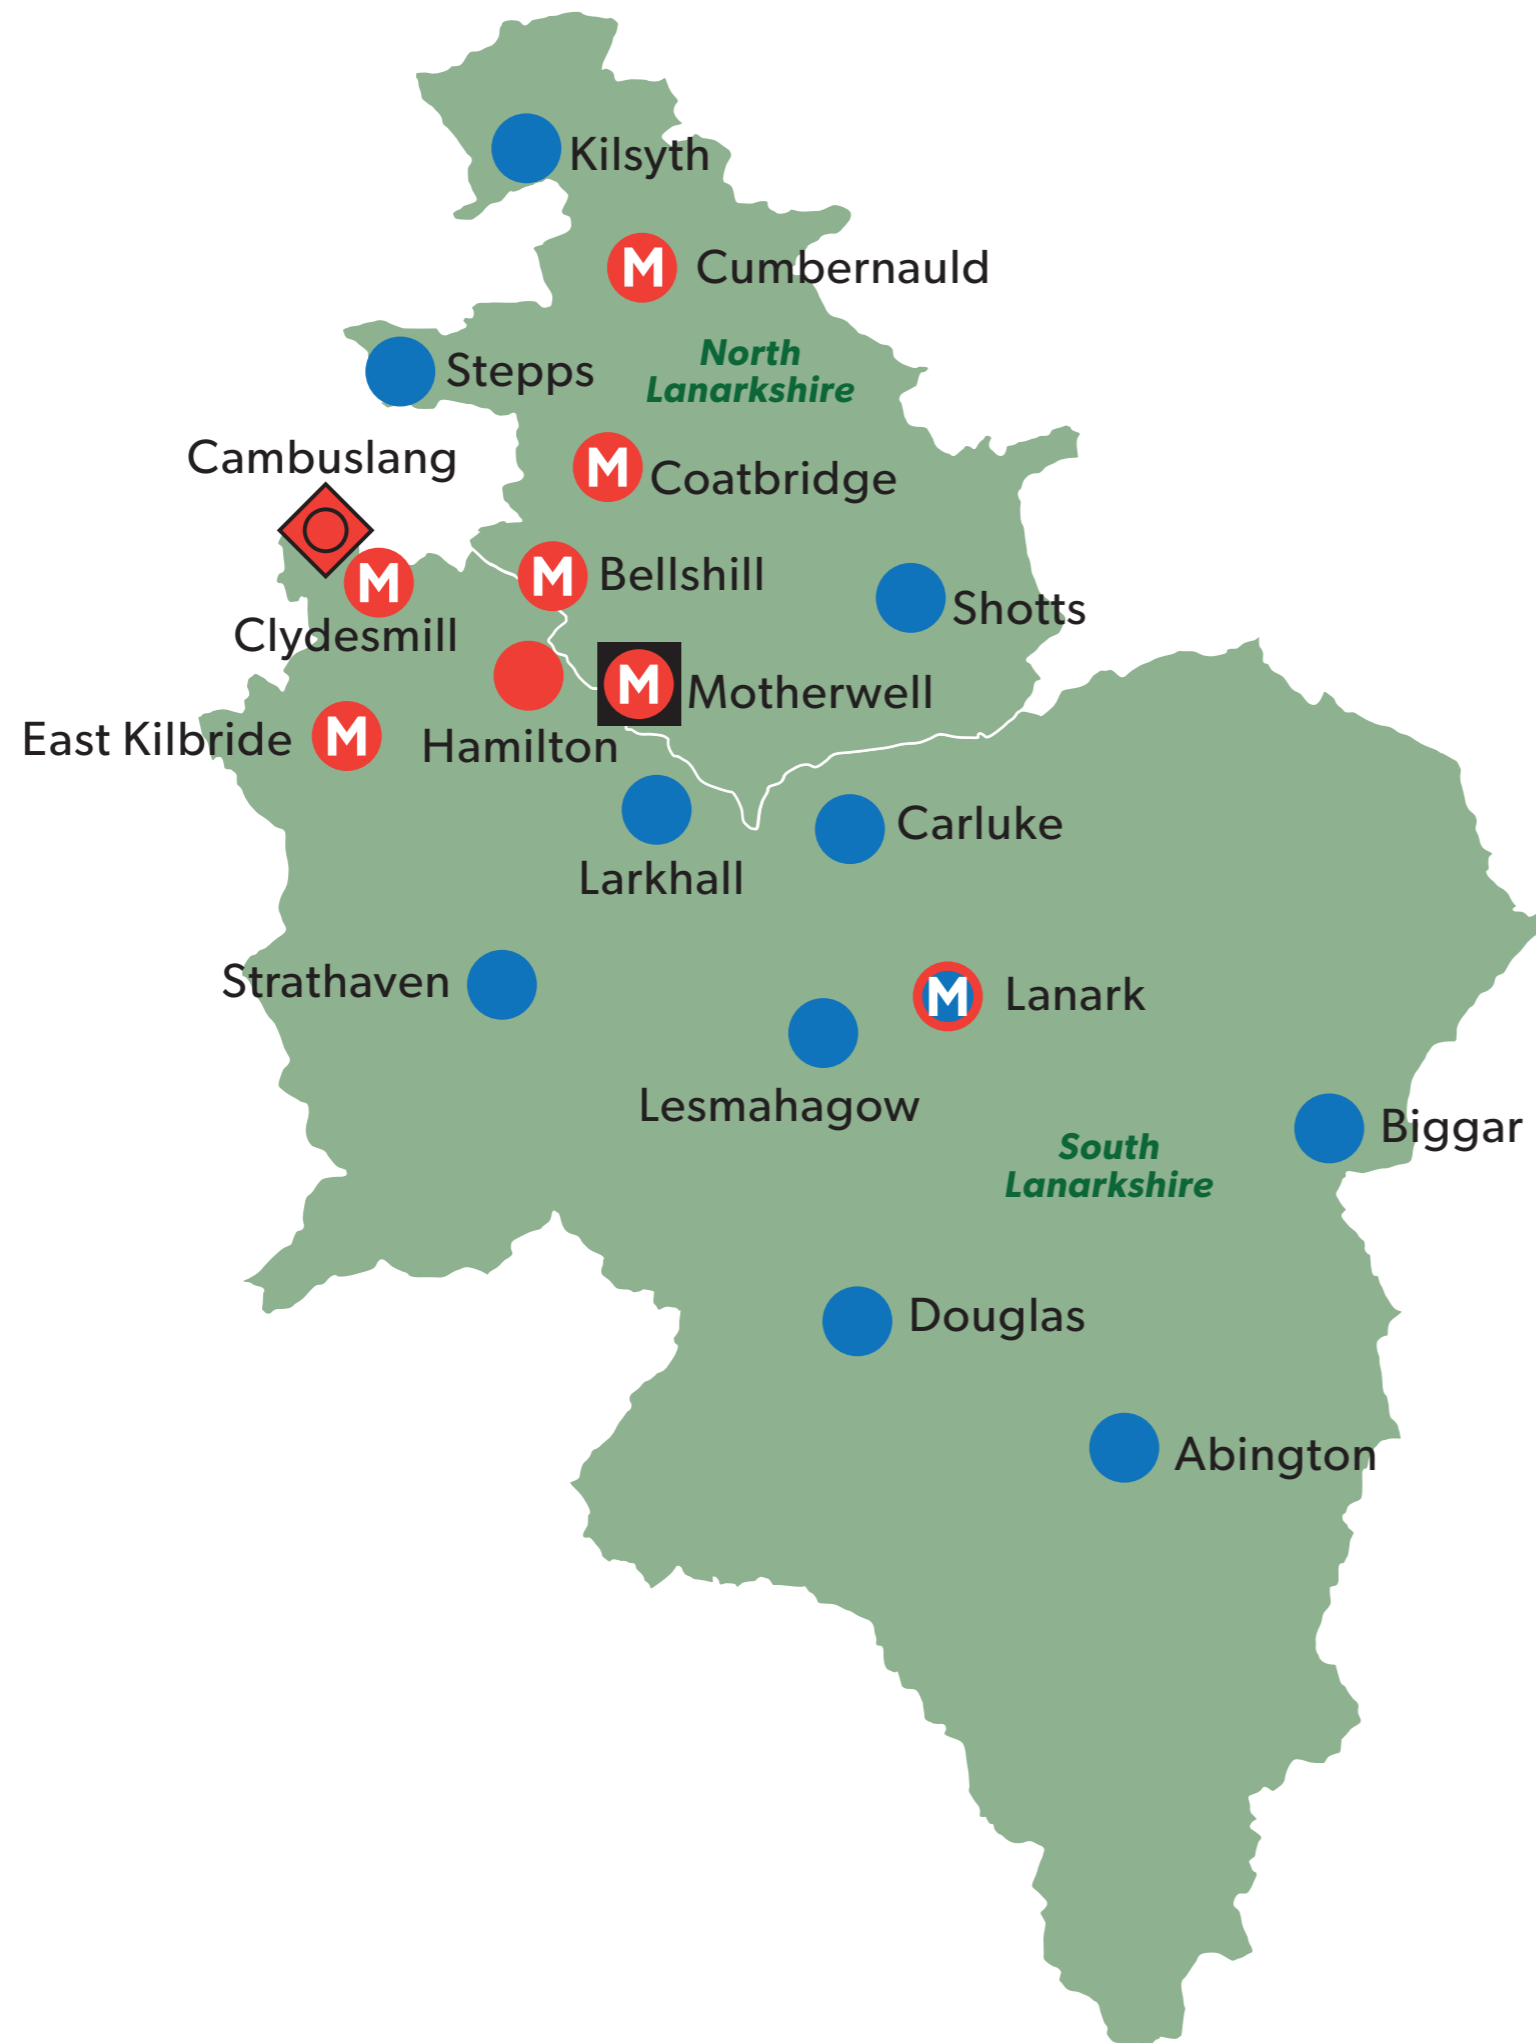 Kilsyth
M
Cumbernauld
North
Lanarkshire
Stepps
Cambuslang
M
Coatbridge
M
Bellshill
M
Clydesmill
Shotts
M
Motherwell
East Kilbride
M
Hamilton
Carluke
Larkhall
Strathaven
M
Lanark
Lesmahagow
Biggar
South
Lanarkshire
Douglas
Abington